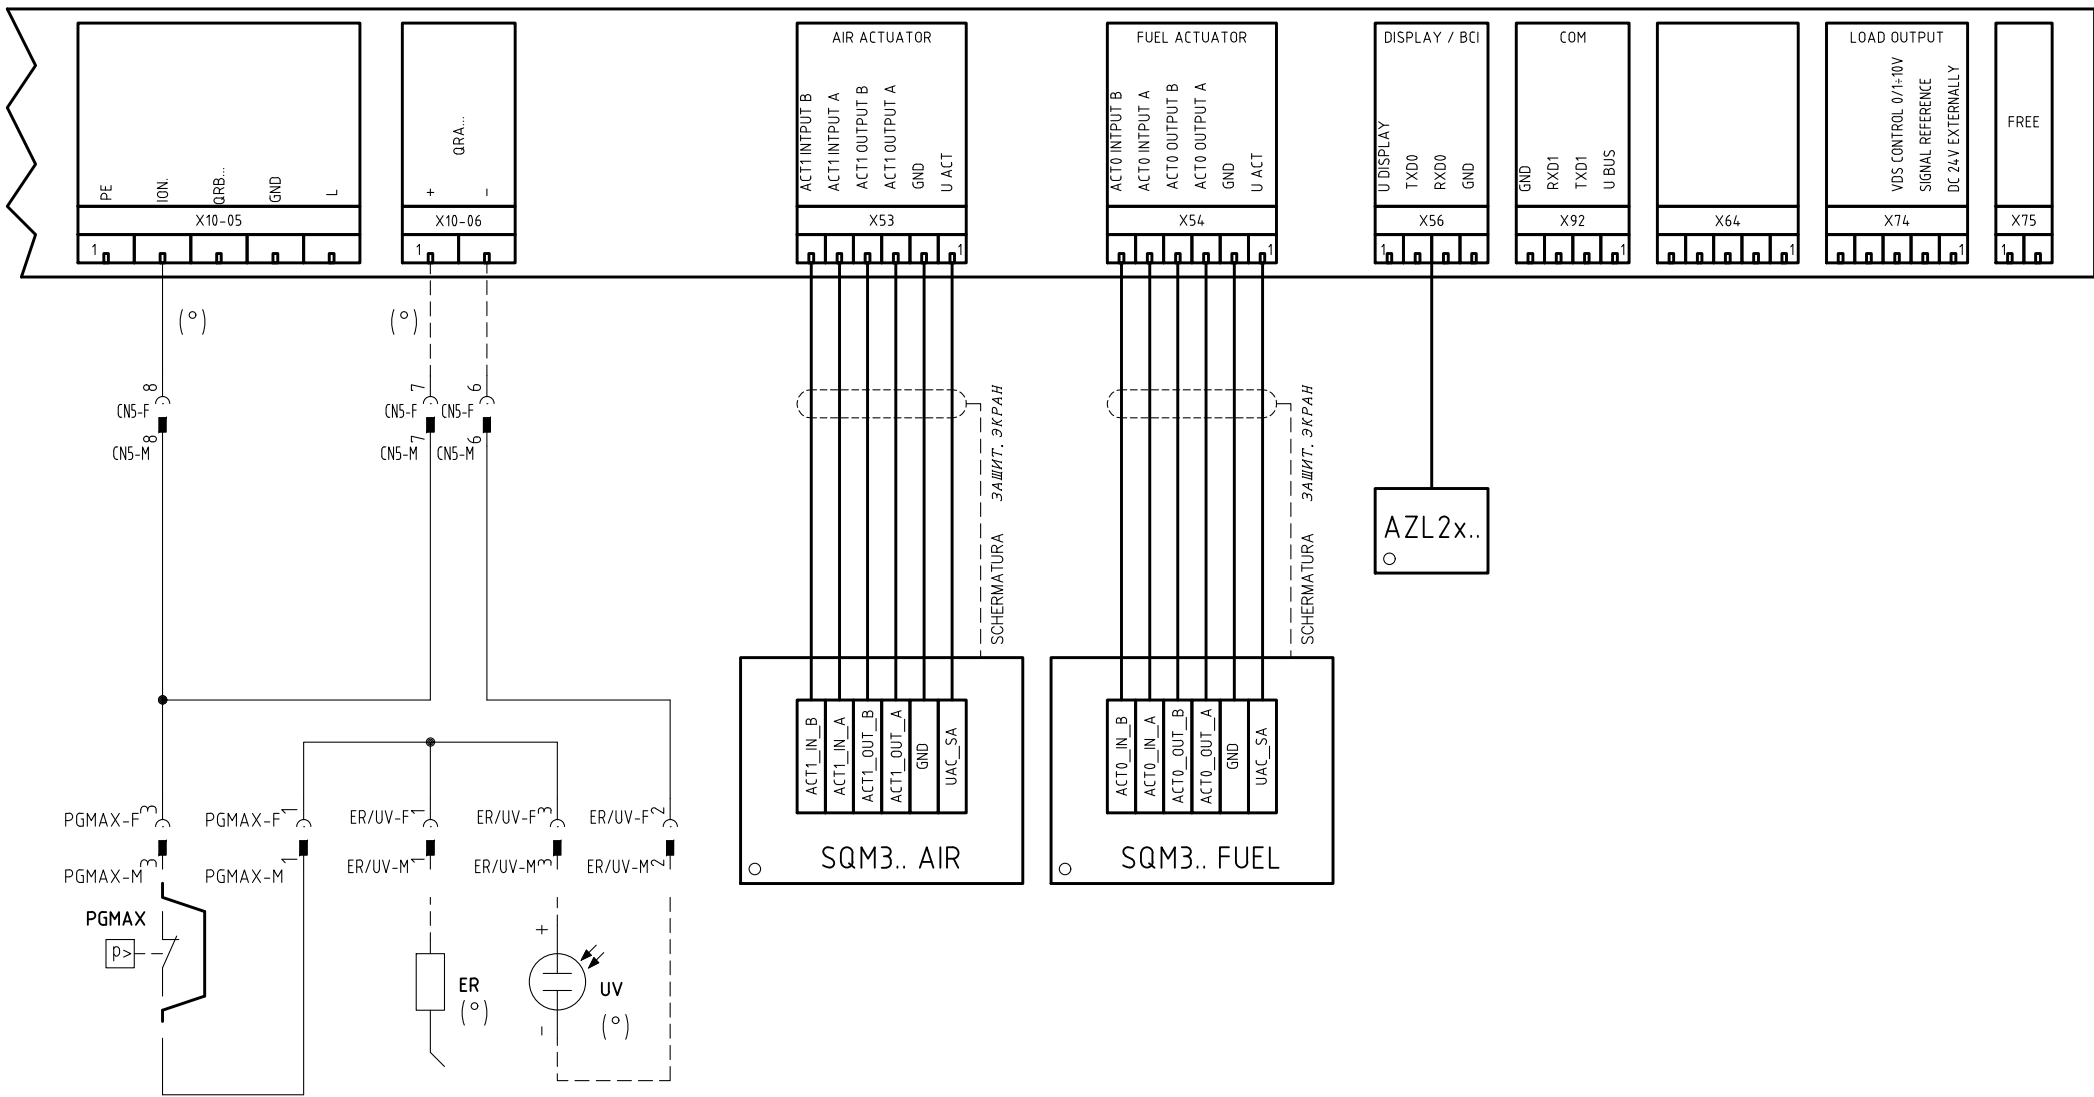 AIR ACTUATOR
FUEL ACTUATOR
DISPLAY / BCI
COM
LOAD OUTPUT
PE
ION.
QRB...
GND
L
QRA...
+
-
ACT1 INTPUT B
ACT1 INTPUT A
ACT1 OUTPUT B
ACT1 OUTPUT A
GND
U ACT
ACT0 INTPUT B
ACT0 INTPUT A
ACT0 OUTPUT B
ACT0 OUTPUT A
GND
U ACT
U DISPLAY
TXD0
RXD0
GND
GND
RXD1
TXD1
U BUS
VDS CONTROL 0/1÷10V
SIGNAL REFERENCE
DC 24V EXTERNALLY
FREE
X10-05
X10-06
X53
X54
X56
X92
X64
X74
X75
1
1
1
1
1
1
1
1
1
(°)
(°)
8
CN5-F
8
CN5-M
7
CN5-F
7
CN5-M
6
CN5-F
6
CN5-M
SCHERMATURA ЗАЩИТ. ЭКРАН
SCHERMATURA ЗАЩИТ. ЭКРАН
AZL2x..
ACT1_IN_B
ACT1_IN_A
ACT1_OUT_B
ACT1_OUT_A
GND
UAC_SA
SQM3.. AIR
ACT0_IN_B
ACT0_IN_A
ACT0_OUT_B
ACT0_OUT_A
GND
UAC_SA
SQM3.. FUEL
PGMAX-F 3
PGMAX-F 1
ER/UV-F 1
ER/UV-F 3
ER/UV-F 2
PGMAX-M 3
PGMAX-M 1
ER/UV-M 1
ER/UV-M 3
ER/UV-M 2
PGMAX
P>
ER
(°)
+
UV
(°)
-